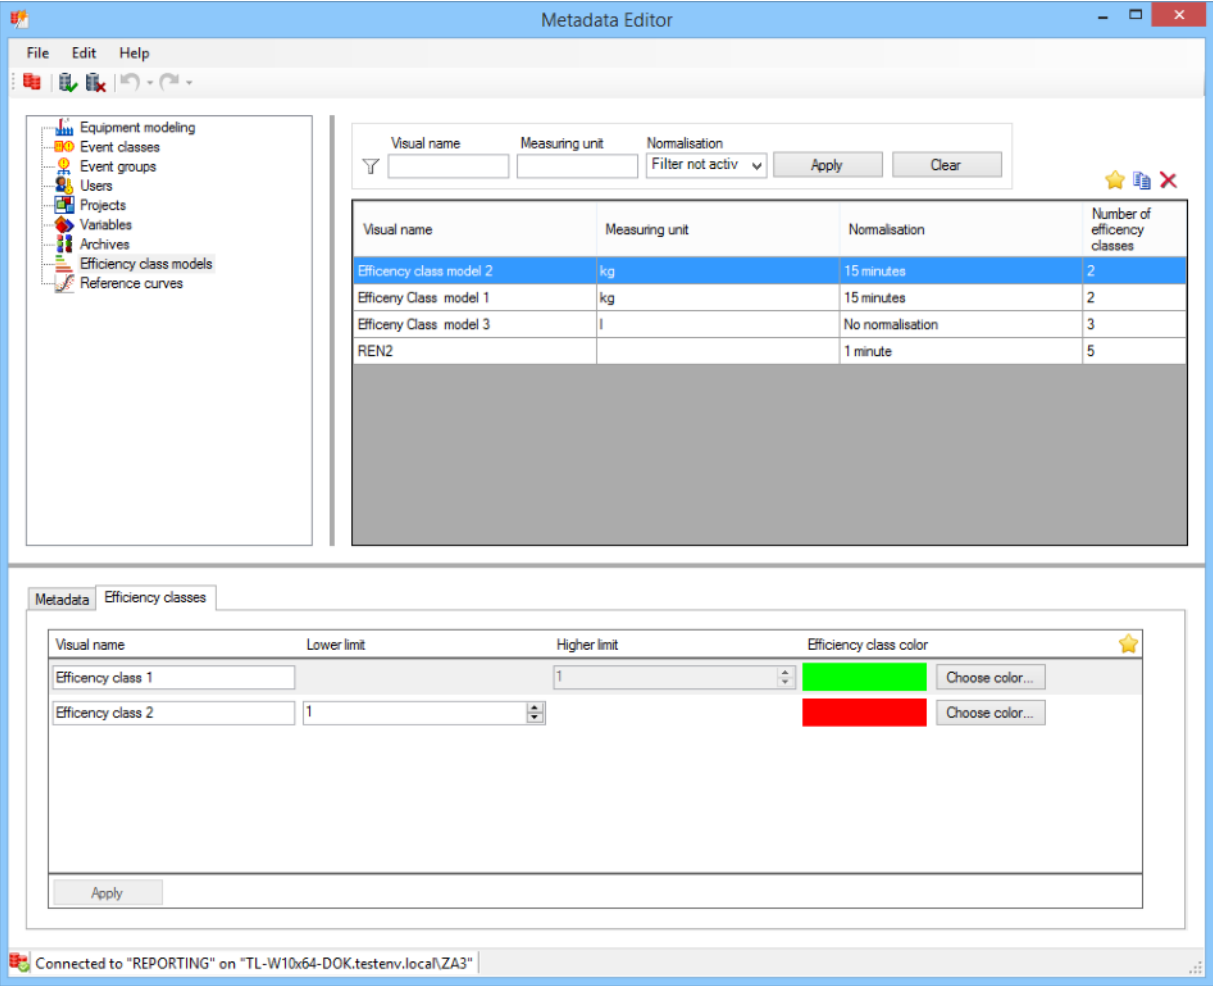 Metadata Editor
File Edit Help
Equipment modeling
Event classes
Event groups
Users
Projects
Variables
Archives
Efficiency class models
Reference curves
Visual name Measuring unit Normalisation
Filter not activ Apply Clear
Visual name Measuring unit Normalisation Number of efficency classes
Efficency class model 2 kg 15 minutes 2
Efficeny Class model 1 kg 15 minutes 2
Efficeny Class model 3 l No normalisation 3
REN2 1 minute 5
Metadata Efficiency classes
Visual name Lower limit Higher limit Efficiency class color
Efficency class 1 1 Choose color...
Efficency class 2 1 Choose color...
Apply
Connected to "REPORTING" on "TL-W10x64-DOK.testenv.local\ZA3"